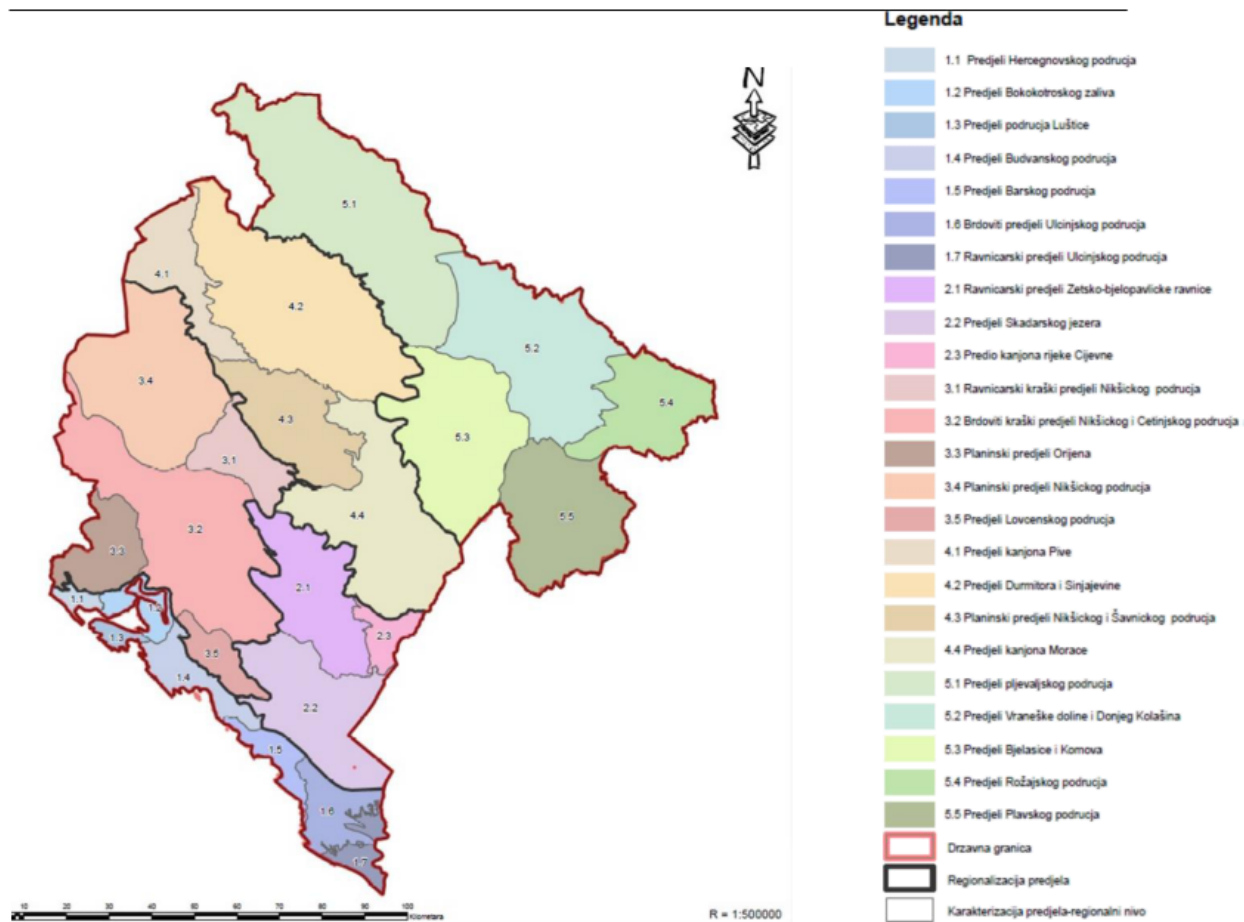 Legenda
1.1 Predjeli Hercegnovskog podrucja
1.2 Predjeli Bokokotroskog zaliva
1.3 Predjeli podrucja Luštice
1.4 Predjeli Budvanskog podrucja
1.5 Predjeli Barskog podrucja
1.6 Brdoviti predjeli Ulcinjskog podrucja
1.7 Ravnicarski predjeli Ulcinjskog podrucja
2.1 Ravnicarski predjeli Zetsko-bjelopavlicke ravnice
2.2 Predjeli Skadarskog jezera
2.3 Predio kanjona rijeke Cijevne
3.1 Ravnicarski kraški predjeli Nikšickog područja
3.2 Brdoviti kraški predjeli Nikšickog i Cetinjskog podrucja
3.3 Planinski predjeli Orijena
3.4 Planinski predjeli Nikšickog podrucja
3.5 Predjeli Lovcenskog podrucja
4.1 Predjeli kanjona Pive
4.2 Predjeli Durmitora i Sinjajevine
4.3 Planinski predjeli Nikšickog i Šavnickog podrucja
4.4 Predjeli kanjona Morace
5.1 Predjeli pljevaljskog podrucja
5.2 Predjeli Vraneške doline i Donjeg Kolašina
5.3 Predjeli Bjelasice i Komova
5.4 Predjeli Rožajskog podrucja
5.5 Predjeli Plavskog podrucja
Drzavna granica
Regionalizacija predjela
Karakterizacija predjela-regionalni nivo
N
5.1
4.1
4.2
5.2
3.4
5.4
4.3
5.3
3.1
4.4
5.5
3.2
3.3
2.1
1.1
1.2
1.3
2.3
3.5
1.4
2.2
1.5
1.6
1.7
10 0 10 20 30 40 50 60 70 80 90 100
Kilometara
R = 1:500000